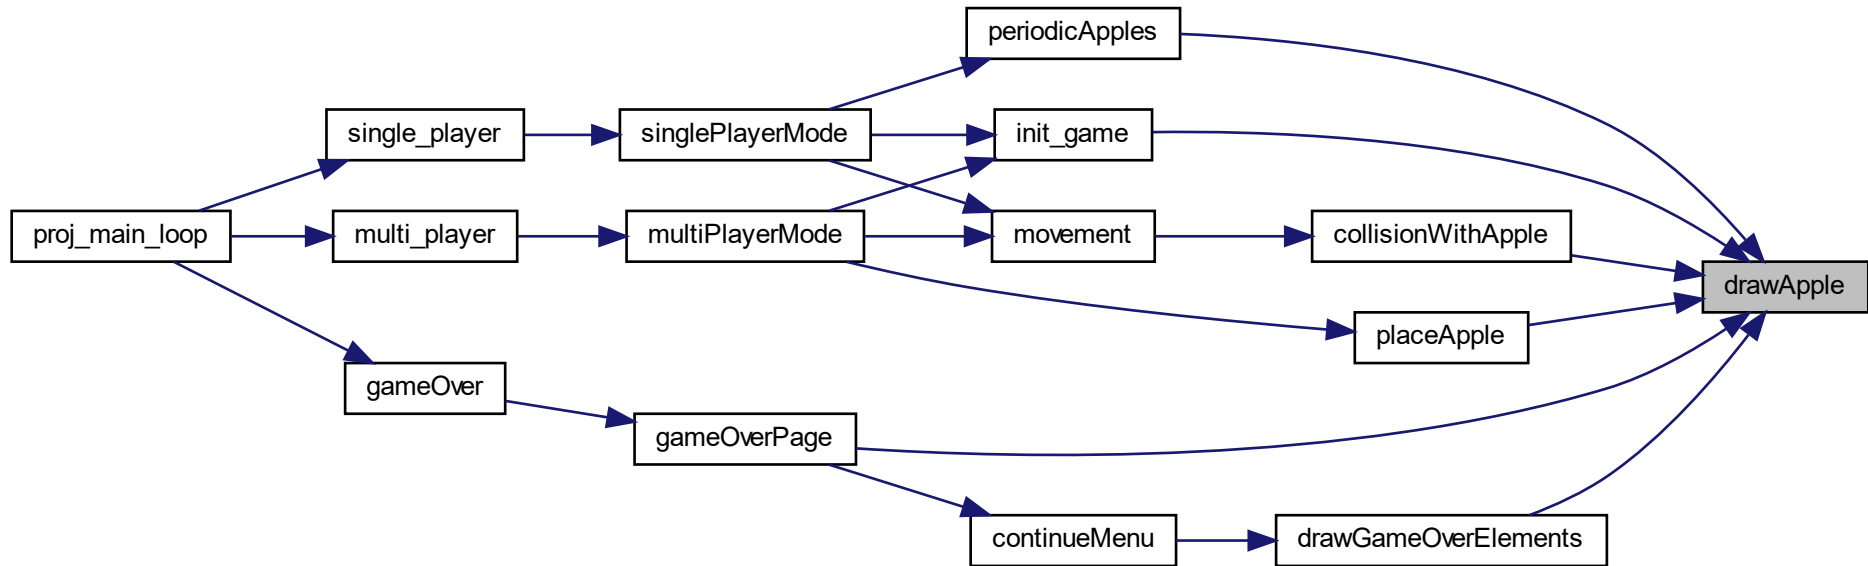 periodicApples
single_player
singlePlayerMode
init_game
proj_main_loop
multi_player
multiPlayerMode
movement
collisionWithApple
drawApple
placeApple
gameOver
gameOverPage
continueMenu
drawGameOverElements